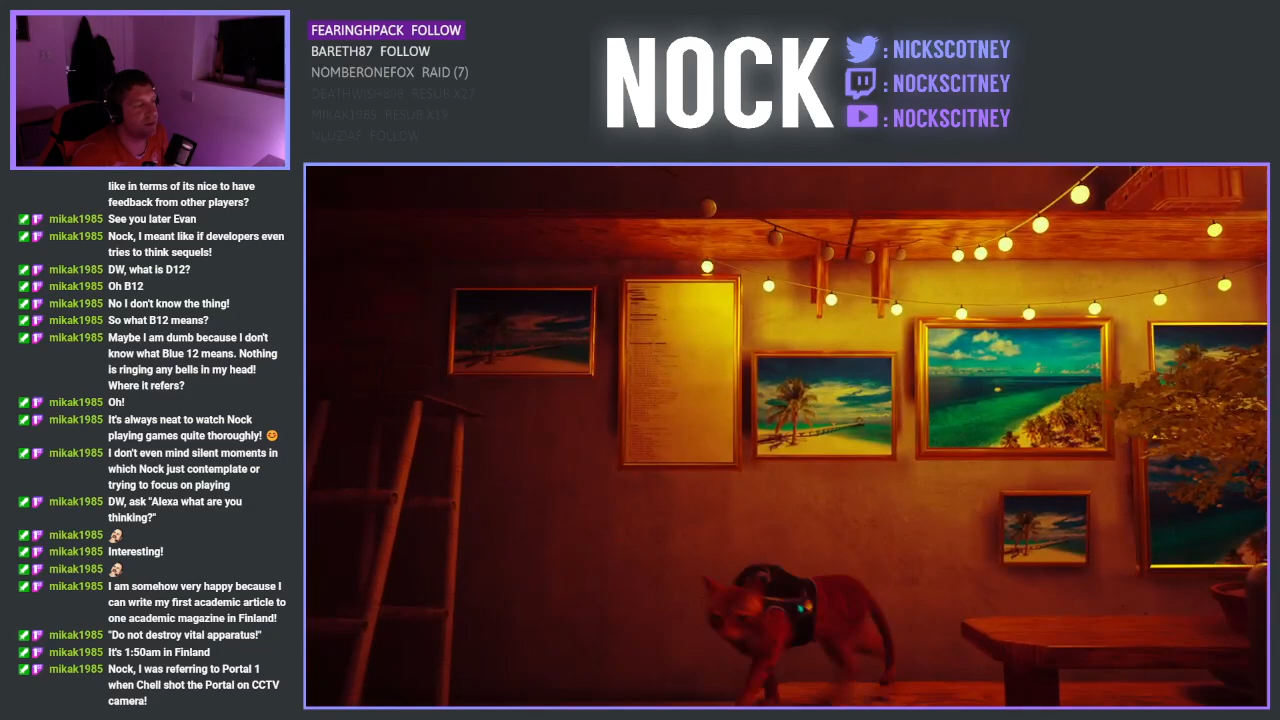 FEARINGHPACK FOLLOW
BARETH87 FOLLOW
NOMBERONEFOX RAID (7)
DEATHWISH808 RESUB X27
MIKAK1985 RESUB X19
FOLLOW
NOCK
: NICKSCOTNEY
: NOCKSCITNEY
: NOCKSCITNEY
like in terms of its nice to have
feedback from other players?
mikak1985 See you later Evan
mikak1985 Nock, I meant like if developers even
tries to think sequels!
mikak1985 DW, what is D12?
mikak1985 Oh B12
mikak1985 No I don't know the thing!
mikak1985 So what B12 means?
mikak1985 Maybe I am dumb because I don't
know what Blue 12 means. Nothing
is ringing any bells in my head!
Where it refers?
mikak1985 Oh!
mikak1985 It's always neat to watch Nock
playing games quite thoroughly! 😊
mikak1985 I don't even mind silent moments in
which Nock just contemplate or
trying to focus on playing
mikak1985 DW, ask "Alexa what are you
thinking?"
mikak1985
mikak1985 Interesting!
mikak1985
mikak1985 I am somehow very happy because I
can write my first academic article to
one academic magazine in Finland!
mikak1985 "Do not destroy vital apparatus!"
mikak1985 It's 1:50am in Finland
mikak1985 Nock, I was referring to Portal 1
when Chell shot the Portal on CCTV
camera!